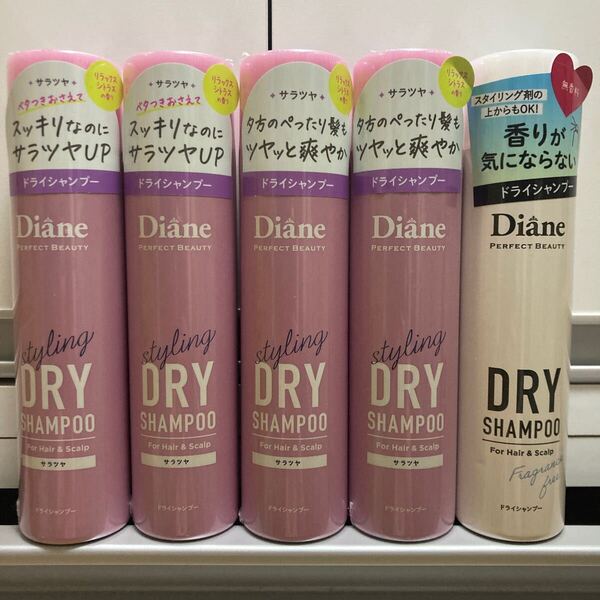 サラツヤ
リラックス
シトラス
の香り
ベタつきおさえて
スッキリなのに
サラツヤUP
ドライシャンプー
Diane
PERFECT BEAUTY
styling
DRY
SHAMPOO
For Hair & Scalp
サラツヤ
ドライシャンプー
サラツヤ
リラックス
シトラス
の香り
ベタつきおさえて
スッキリなのに
サラツヤUP
ドライシャンプー
Diane
PERFECT BEAUTY
styling
DRY
SHAMPOO
For Hair & Scalp
サラツヤ
ドライシャンプー
サラツヤ
リラックス
シトラス
の香り
夕方のぺったり髪も
ツヤッと爽やか
ドライシャンプー
Diane
PERFECT BEAUTY
styling
DRY
SHAMPOO
For Hair & Scalp
サラツヤ
ドライシャンプー
サラツヤ
リラックス
シトラス
の香り
夕方のぺったり髪も
ツヤッと爽やか
ドライシャンプー
Diane
PERFECT BEAUTY
styling
DRY
SHAMPOO
For Hair & Scalp
サラツヤ
ドライシャンプー
無香料
スタイリング剤の
上からもOK!
香りが
気にならない
ドライシャンプー
Diane
PERFECT BEAUTY
DRY
SHAMPOO
For Hair & Scalp
Fragrance
free
ドライシャンプー